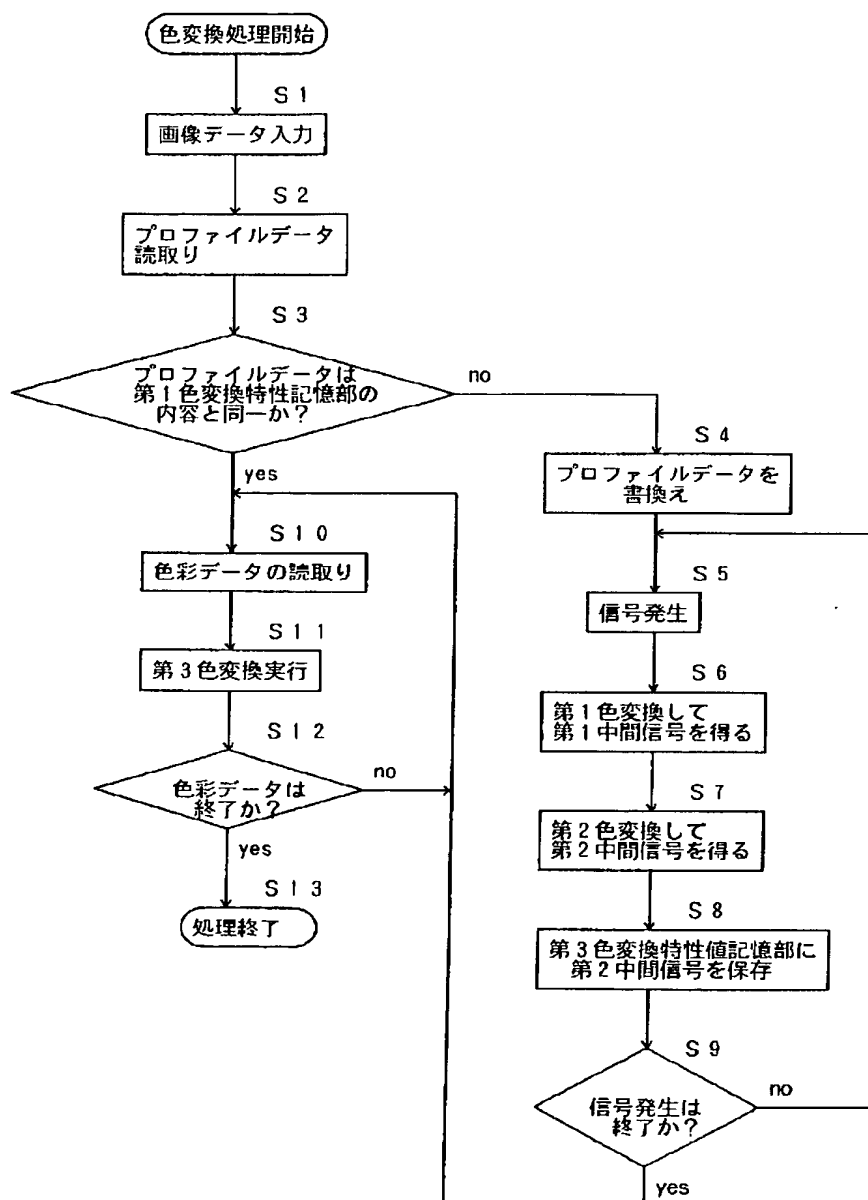 色変換処理開始
S1
画像データ入力
S2
プロファイルデータ
読取り
S3
プロファイルデータは
第1色変換特性記憶部の
内容と同一か？
no
yes
S10
色彩データの読取り
S11
第3色変換実行
S12
色彩データは
終了か？
no
yes
S13
処理終了
S4
プロファイルデータを
書換え
S5
信号発生
S6
第1色変換して
第1中間信号を得る
S7
第2色変換して
第2中間信号を得る
S8
第3色変換特性値記憶部に
第2中間信号を保存
S9
信号発生は
終了か？
no
yes